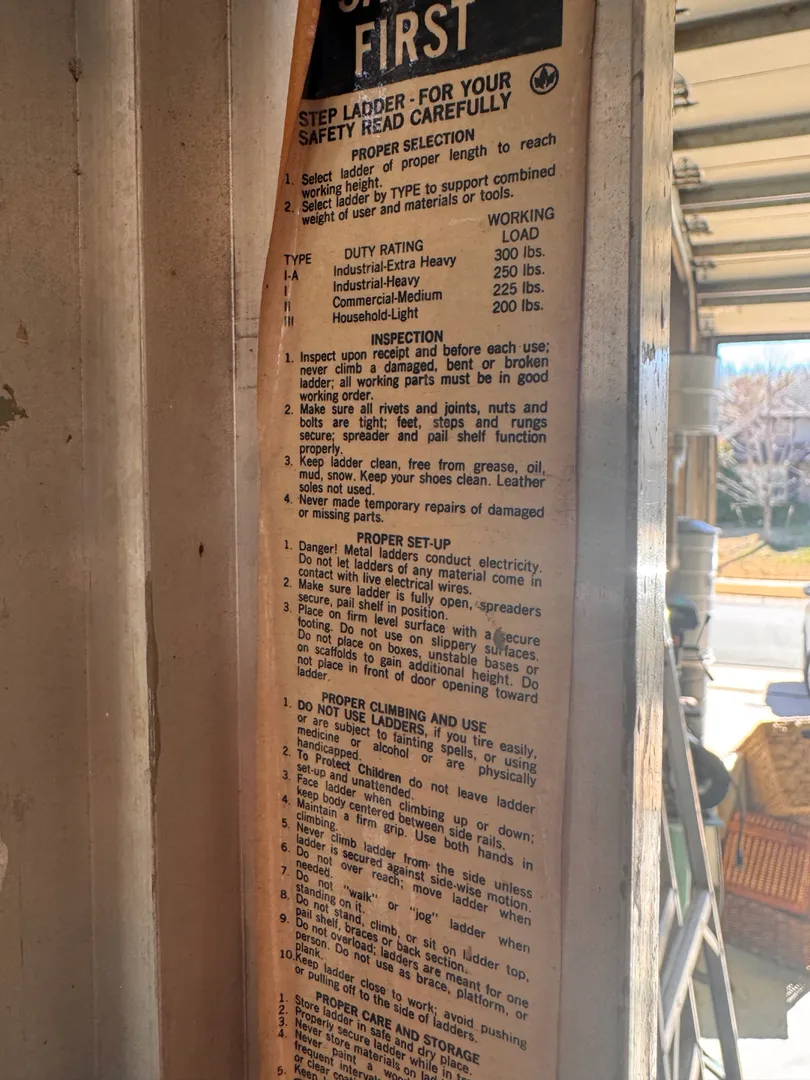 FIRST
STEP LADDER - FOR YOUR
SAFETY READ CAREFULLY
PROPER SELECTION
1. Select ladder of proper length to reach
working height.
2. Select ladder by TYPE to support combined
weight of user and materials or tools.
WORKING
TYPE DUTY RATING LOAD
I-A Industrial-Extra Heavy 300 lbs.
I Industrial-Heavy 250 lbs.
II Commercial-Medium 225 lbs.
III Household-Light 200 lbs.
INSPECTION
1. Inspect upon receipt and before each use;
never climb a damaged, bent or broken
ladder; all working parts must be in good
working order.
2. Make sure all rivets and joints, nuts and
bolts are tight; feet, steps and rungs
secure; spreader and pail shelf function
properly.
3. Keep ladder clean, free from grease, oil,
mud, snow. Keep your shoes clean. Leather
soles not used.
4. Never made temporary repairs of damaged
or missing parts.
PROPER SET-UP
1. Danger! Metal ladders conduct electricity.
Do not let ladders of any material come in
contact with live electrical wires.
2. Make sure ladder is fully open, spreaders
secure, pail shelf in position.
3. Place on firm level surface with a secure
footing. Do not use on slippery surfaces.
Do not place on boxes, unstable bases or
on scaffolds to gain additional height. Do
not place in front of door opening toward
ladder.
PROPER CLIMBING AND USE
1. DO NOT USE LADDERS, if you tire easily,
or are subject to fainting spells, or using
medicine or alcohol or are physically
handicapped.
2. To Protect Children do not leave ladder
set-up and unattended.
3. Face ladder when climbing up or down;
keep body centered between side rails.
4. Maintain a firm grip. Use both hands in
climbing.
5. Never climb ladder from the side unless
ladder is secured against side-wise motion.
6. Do not over reach; move ladder when
needed.
7. Do not "walk" or "jog" ladder when
standing on it.
8. Do not stand, climb, or sit on ladder top,
pail shelf, braces or back section.
9. Do not overload; ladders are meant for one
person. Do not use as brace, platform, or
plank.
10. Keep ladder close to work; avoid pushing
or pulling off to the side of ladders.
PROPER CARE AND STORAGE
1. Store ladder in safe and dry place.
2. Properly secure ladder while in
3. Never store materials on
4. Never paint a
frequent
or clear
5. Keep